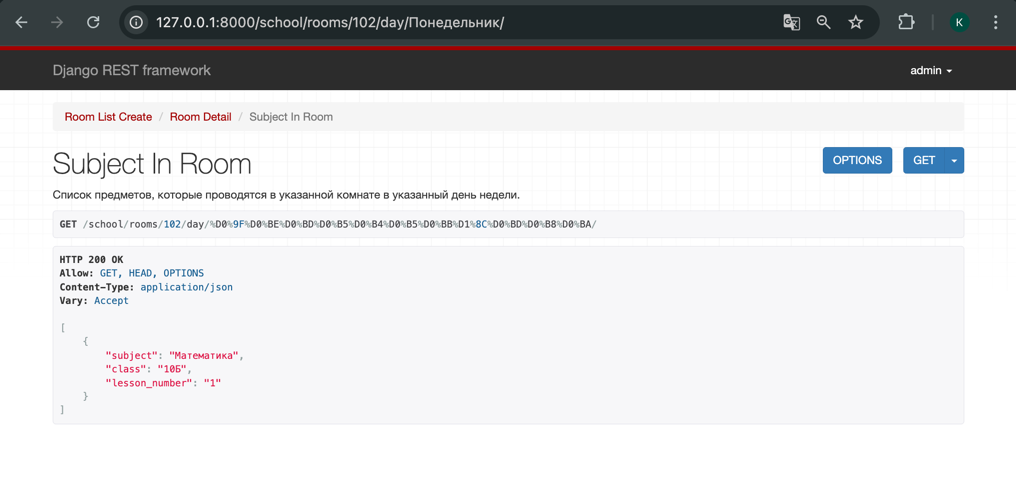 127.0.0.1:8000/school/rooms/102/day/Понедельник/
K
Django REST framework
admin
Room List Create / Room Detail / Subject In Room
Subject In Room
OPTIONS
GET
Список предметов, которые проводятся в указанной комнате в указанный день недели.
GET /school/rooms/102/day/%D0%9F%D0%BE%D0%BD%D0%B5%D0%B4%D0%B5%D0%BB%D1%8C%D0%BD%D0%B8%D0%BA/
HTTP 200 OK
Allow: GET, HEAD, OPTIONS
Content-Type: application/json
Vary: Accept
[
{
"subject": "Математика",
"class": "10Б",
"lesson_number": "1"
}
]